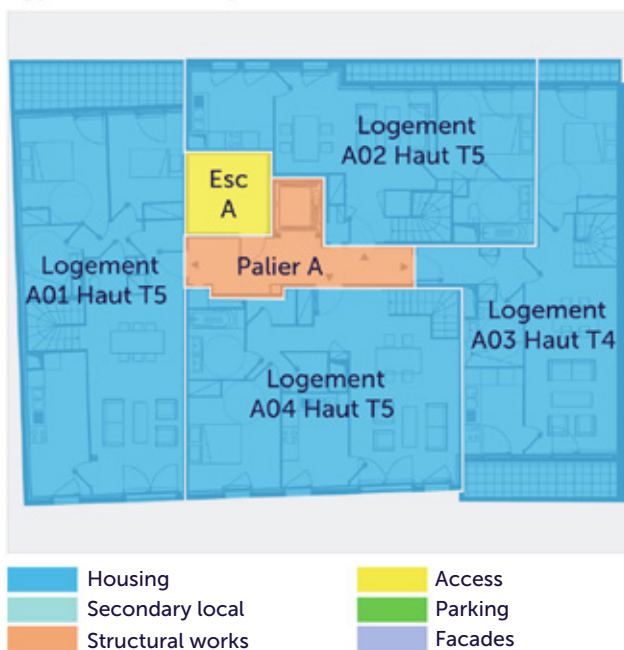 Logement
A02 Haut T5
Esc
A
Logement
A01 Haut T5
Palier A
Logement
A03 Haut T4
Logement
A04 Haut T5
Housing
Access
Secondary local
Parking
Structural works
Facades